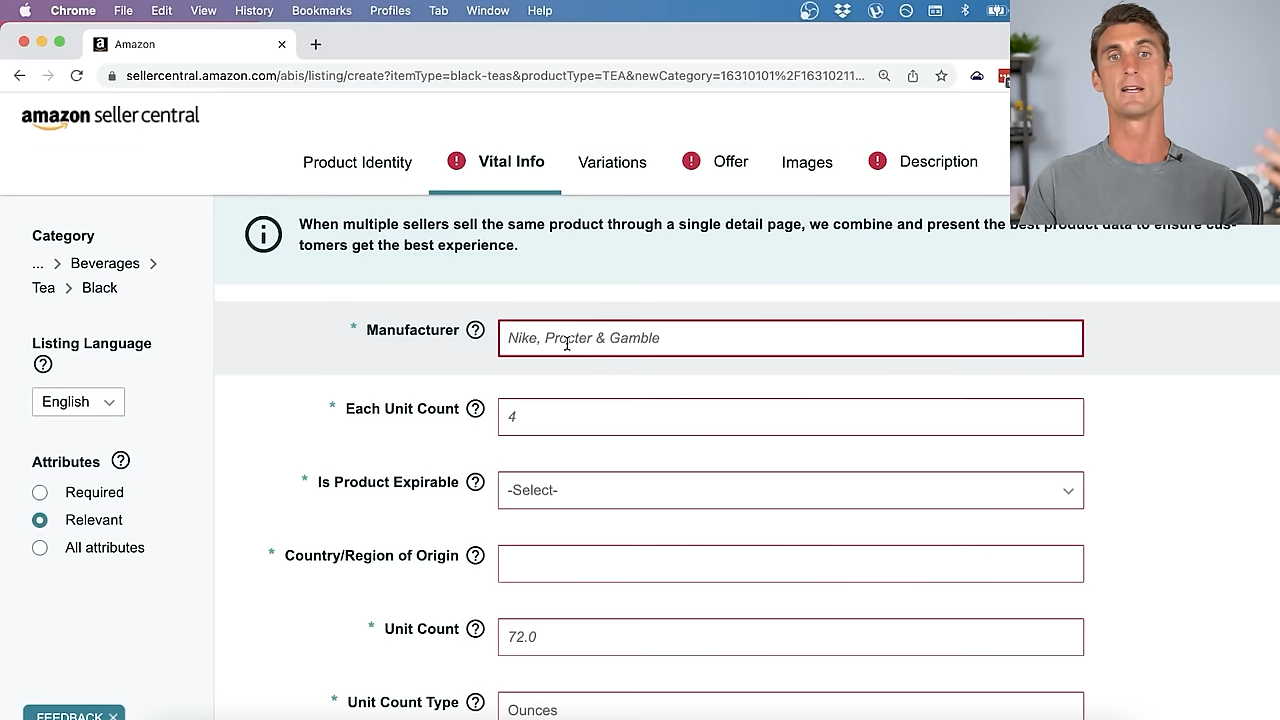 Chrome File Edit View History Bookmarks Profiles Tab Window Help
a Amazon
sellercentral.amazon.com/abis/listing/create?itemType=black-teas&productType=TEA&newCategory=16310101%2F16310211...
amazon seller central
Product Identity ! Vital Info Variations ! Offer Images ! Description
When multiple sellers sell the same product through a single detail page, we combine and present the best product data to ensure cus-
tomers get the best experience.
Category
... > Beverages >
Tea > Black
Listing Language
English
Attributes
Required
Relevant
All attributes
FEEDBACK ×
* Manufacturer Nike, Procter & Gamble
* Each Unit Count 4
* Is Product Expirable -Select-
* Country/Region of Origin
* Unit Count 72.0
* Unit Count Type Ounces